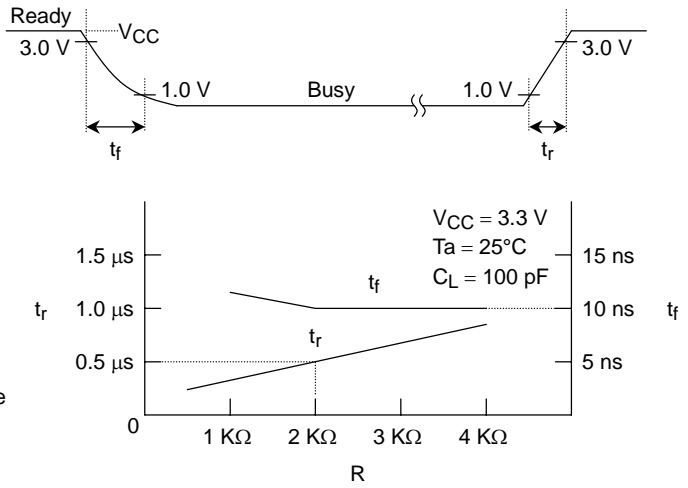 Ready
VCC
3.0 V
3.0 V
1.0 V
Busy
1.0 V
tf
tr
VCC = 3.3 V
Ta = 25°C
CL = 100 pF
1.5 μs
15 ns
tf
tr
1.0 μs
10 ns
tf
tr
0.5 μs
5 ns
e
0
1 KΩ
2 KΩ
3 KΩ
4 KΩ
R